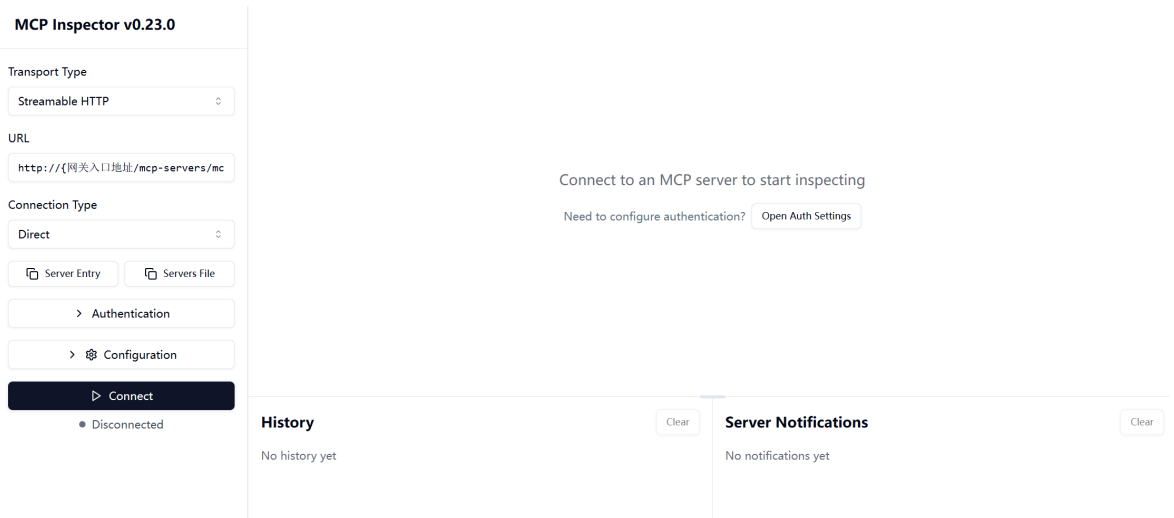 MCP Inspector v0.23.0
Transport Type
Streamable HTTP
URL
http://{网关入口地址/mcp-servers/mc
Connection Type
Direct
Server Entry
Servers File
Authentication
Configuration
Connect
Disconnected
Connect to an MCP server to start inspecting
Need to configure authentication? Open Auth Settings
History
Clear
No history yet
Server Notifications
Clear
No notifications yet